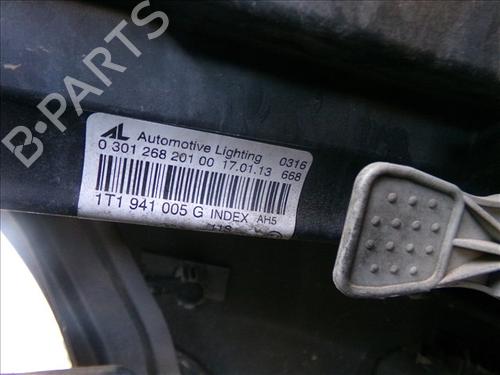 B-PARTS
AL Automotive Lighting 0316
0 301 268 201 00 17.01.13 668
1T1 941 005 G INDEX AH5